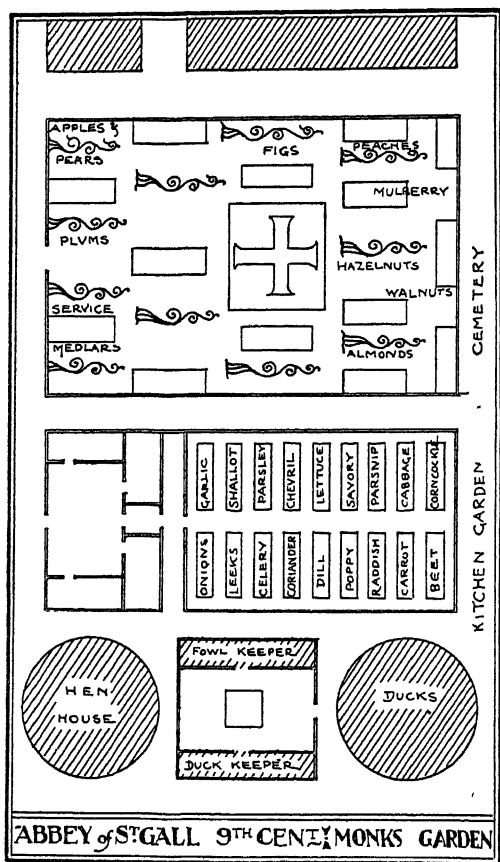 APPLES &
PEARS
FIGS
PEACHES
MULBERRY
PLVMS
HAZELNUTS
WALNUTS
SERVICE
MEDLARS
ALMONDS
CEMETERY
GARLIC
SHALLOT
PARSLEY
CHEVRIL
LETTUCE
SAVORY
PARSNIP
CABBAGE
CORNCOCKLE
ONIONS
LEEKS
CELERY
CORIANDER
DILL
POPPY
RADDISH
CARROT
BEET
KITCHEN GARDEN
FOWL KEEPER
HEN
HOUSE
DUCKS
DUCK KEEPER
ABBEY of ST GALL 9TH CENTY MONKS GARDEN